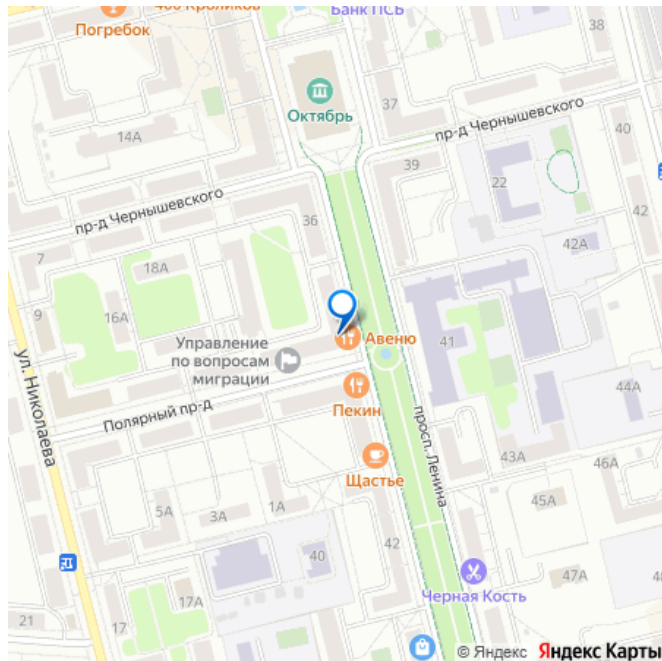 400 Кроликов
Погребок
Банк ПСБ
38
Октябрь
37
14А
пр-д Чернышевского
40
39
22
пр-д Чернышевского
36
42
42А
7
18А
9
16А
Управление
по вопросам
миграции
Авеню
41
ул. Николаева
Полярный пр-д
Пекин
просп. Ленина
44А
Щастье
43А
46А
1А
45А
5А
3А
40
42
17А
47А
Черная Кость
17
21
© Яндекс Яндекс Карты